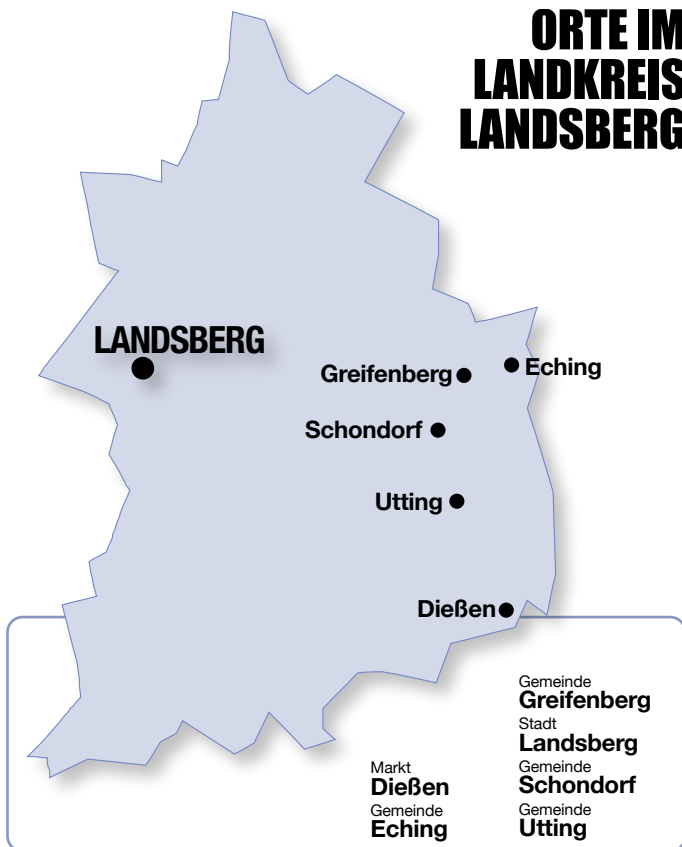 ORTE IM
LANDKREIS
LANDSBERG
LANDSBERG
Greifenberg
Eching
Schondorf
Utting
Dießen
Markt
Dießen
Gemeinde
Eching
Gemeinde
Greifenberg
Stadt
Landsberg
Gemeinde
Schondorf
Gemeinde
Utting